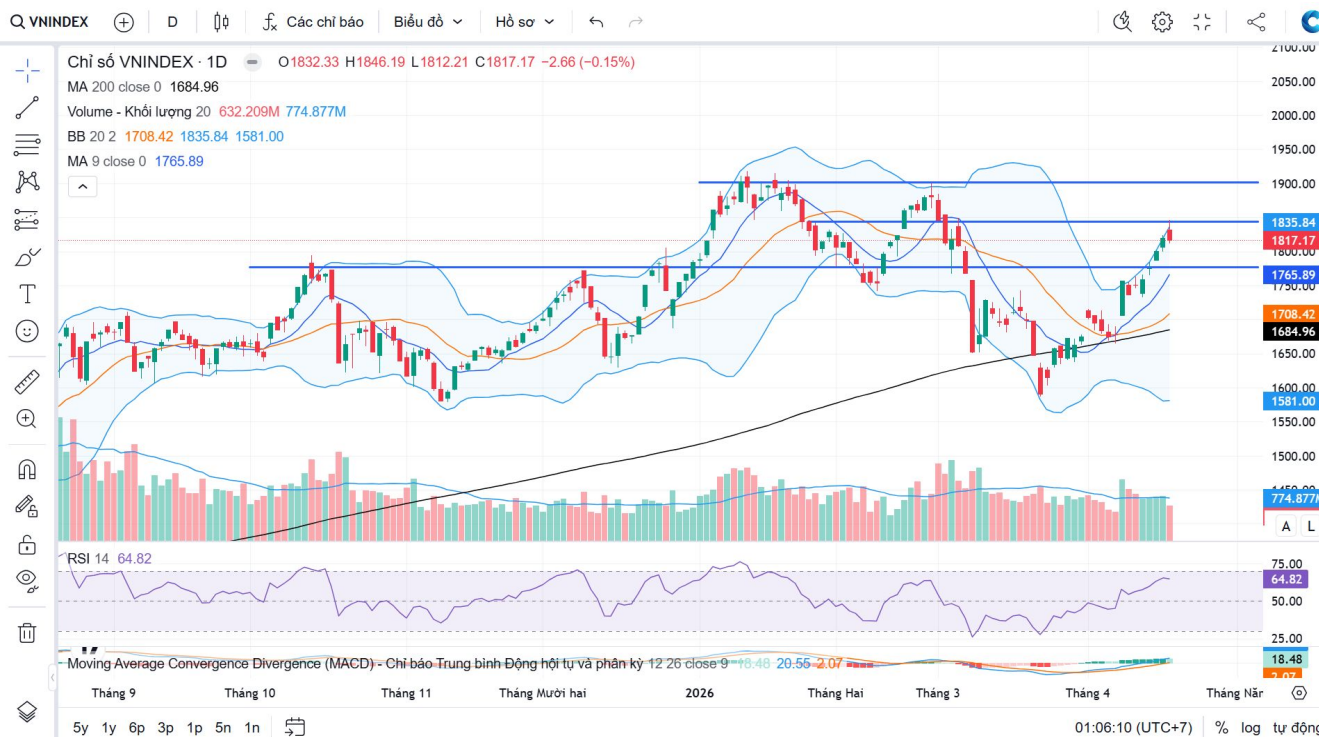 VNINDEX D Các chỉ báo Biểu đồ Hồ sơ
Chỉ số VNINDEX · 1D O1832.33 H1846.19 L1812.21 C1817.17 −2.66 (−0.15%)
MA 200 close 0 1684.96
Volume - Khối lượng 20 632.209M 774.877M
BB 20 2 1708.42 1835.84 1581.00
MA 9 close 0 1765.89
2050.00
2000.00
1950.00
1900.00
1835.84
1817.17
1800.00
1765.89
1750.00
1708.42
1684.96
1650.00
1600.00
1581.00
1550.00
1500.00
774.877M
A L
RSI 14 64.82
75.00
64.82
50.00
25.00
Moving Average Convergence Divergence (MACD) - Chỉ báo Trung bình Động hội tụ và phân kỳ 12 26 close 9 18.48 20.55 2.07
18.48
2.07
Tháng 9 Tháng 10 Tháng 11 Tháng Mười hai 2026 Tháng Hai Tháng 3 Tháng 4
5y 1y 6p 3p 1p 5n 1n 01:06:10 (UTC+7) % log tự động